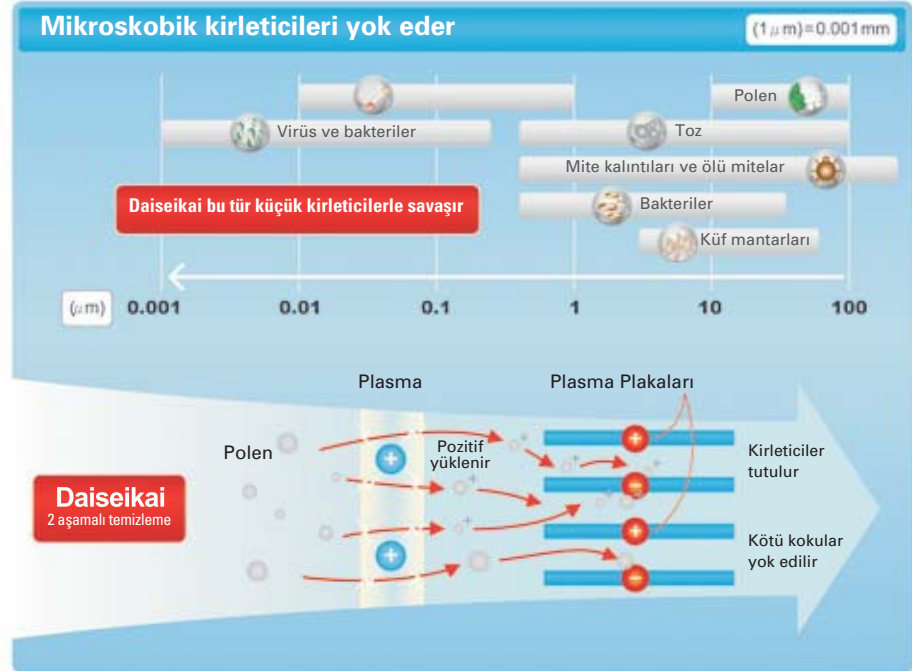 Mikroskobik kirleticileri yok eder
(1μm)=0.001mm
Polen
Virüs ve bakteriler
Toz
Mite kalıntıları ve ölü mitelar
Daiseikai bu tür küçük kirleticilerle savaşır
Bakteriler
Küf mantarları
(μm) 0.001 0.01 0.1 1 10 100
Plasma
Plasma Plakaları
Polen
Pozitif
yüklenir
Kirleticiler
tutulur
Daiseikai
2 aşamalı temizleme
Kötü kokular
yok edilir